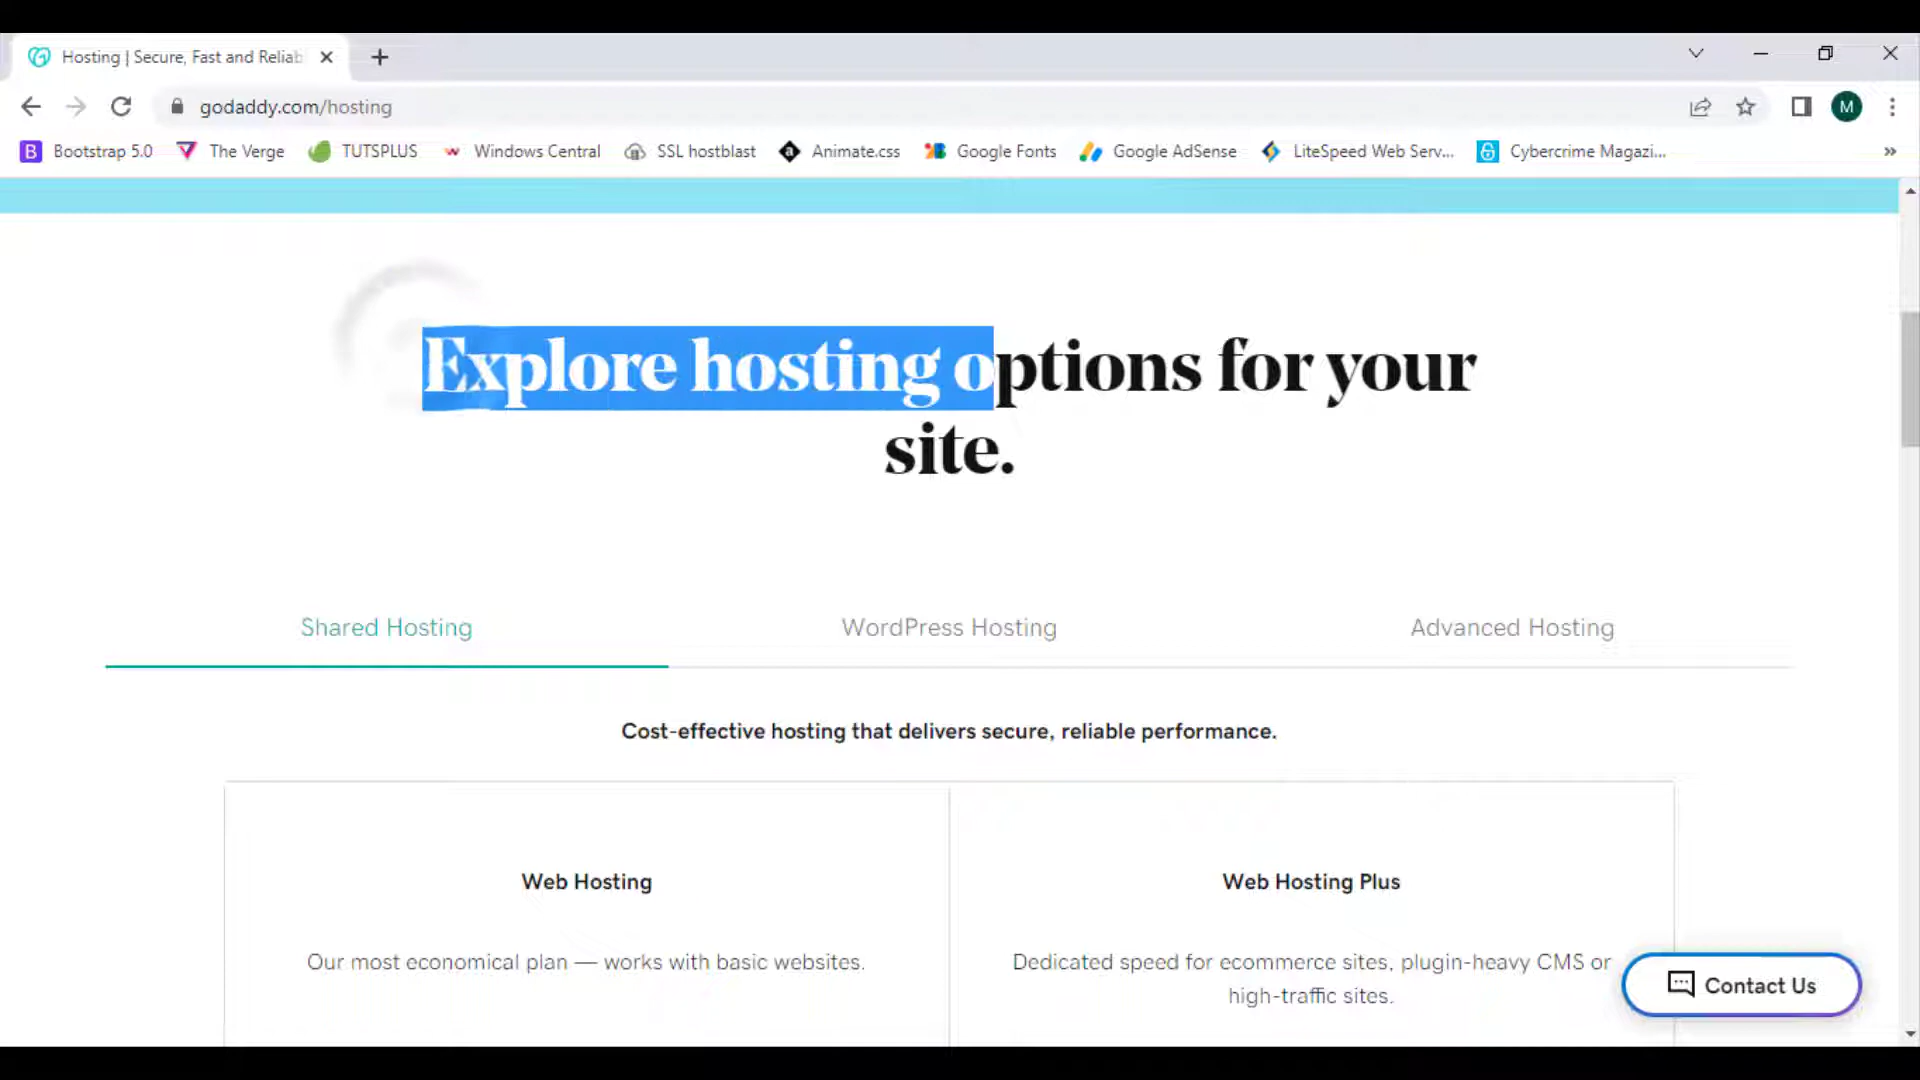 Hosting | Secure, Fast and Reliab
godaddy.com/hosting
M
B Bootstrap 5.0 The Verge TUTSPLUS Windows Central SSL hostblast Animate.css Google Fonts Google AdSense LiteSpeed Web Serv... Cybercrime Magazi... »
Explore hosting options for your
site.
Shared Hosting WordPress Hosting Advanced Hosting
Cost-effective hosting that delivers secure, reliable performance.
Web Hosting Web Hosting Plus
Our most economical plan — works with basic websites. Dedicated speed for ecommerce sites, plugin-heavy CMS or
high-traffic sites.
Contact Us